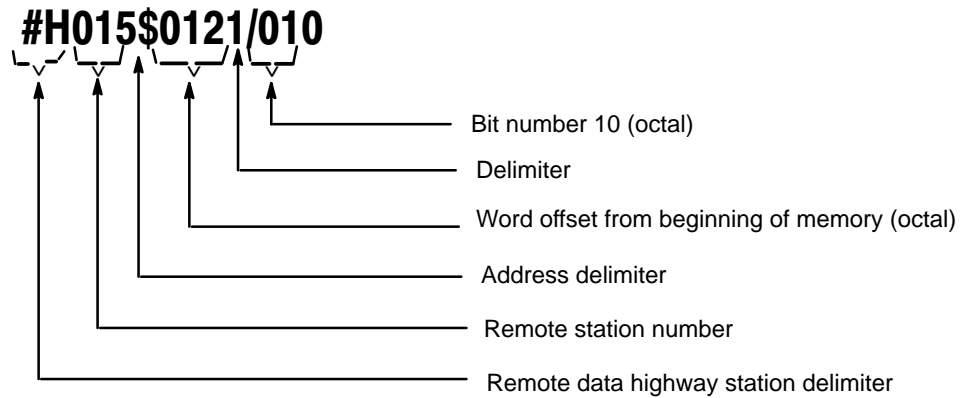 #H015$0121/010
Bit number 10 (octal)
Delimiter
Word offset from beginning of memory (octal)
Address delimiter
Remote station number
Remote data highway station delimiter